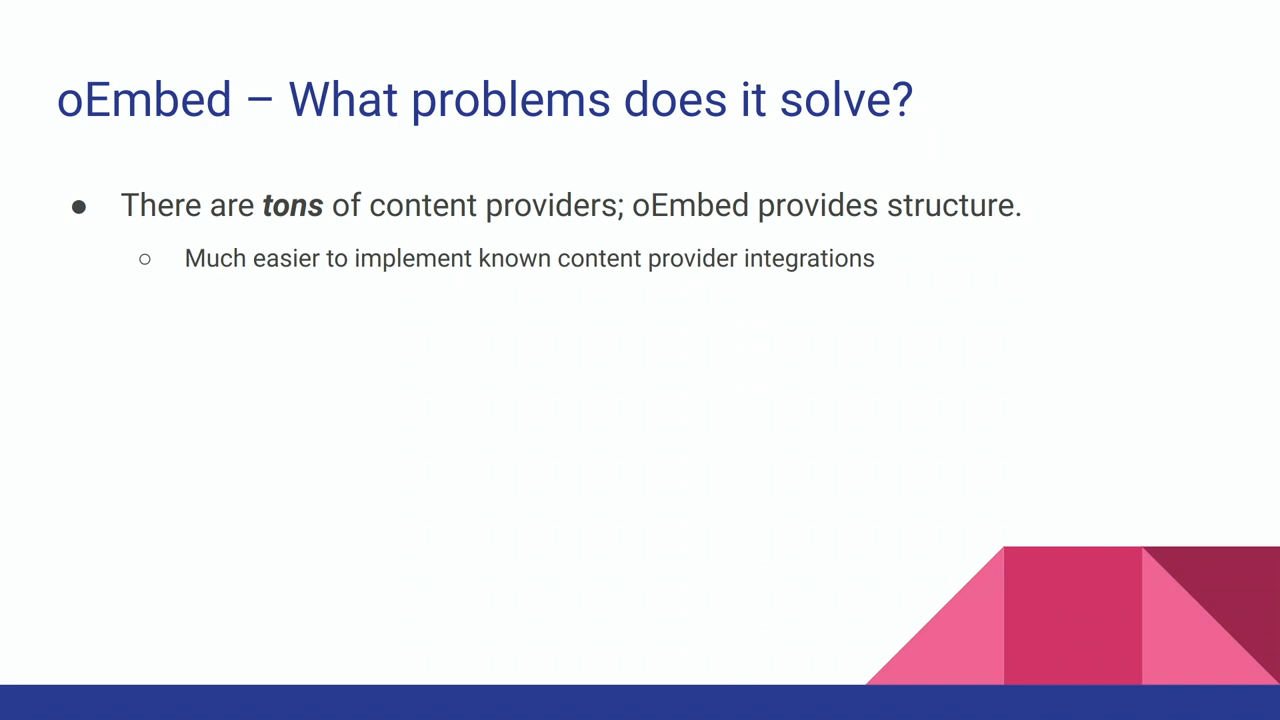 oEmbed – What problems does it solve?
● There are tons of content providers; oEmbed provides structure.
○ Much easier to implement known content provider integrations